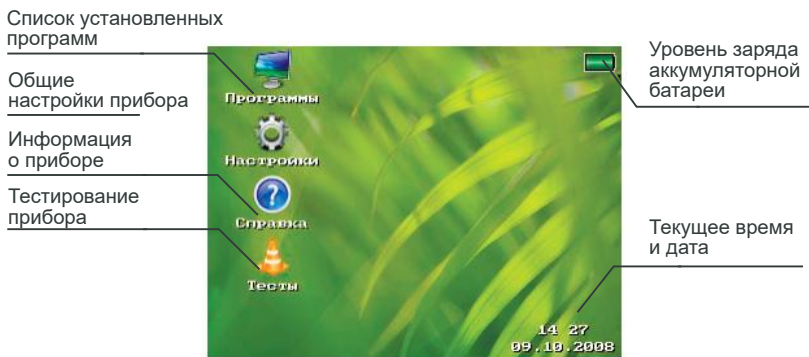 Список установленных
программ
Общие
настройки прибора
Информация
о приборе
Тестирование
прибора
Программы
Настройки
Справка
Тесты
14 27
09.10.2008
Уровень заряда
аккумуляторной
батареи
Текущее время
и дата